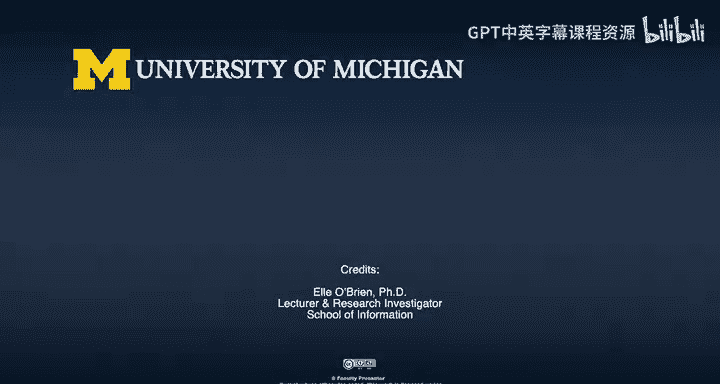 GPT中英字幕课程资源 bilibili
M UNIVERSITY OF MICHIGAN
Credits:
Elle O'Brien, Ph.D.
Lecturer & Research Investigator
School of Information
© Faculty Presenter